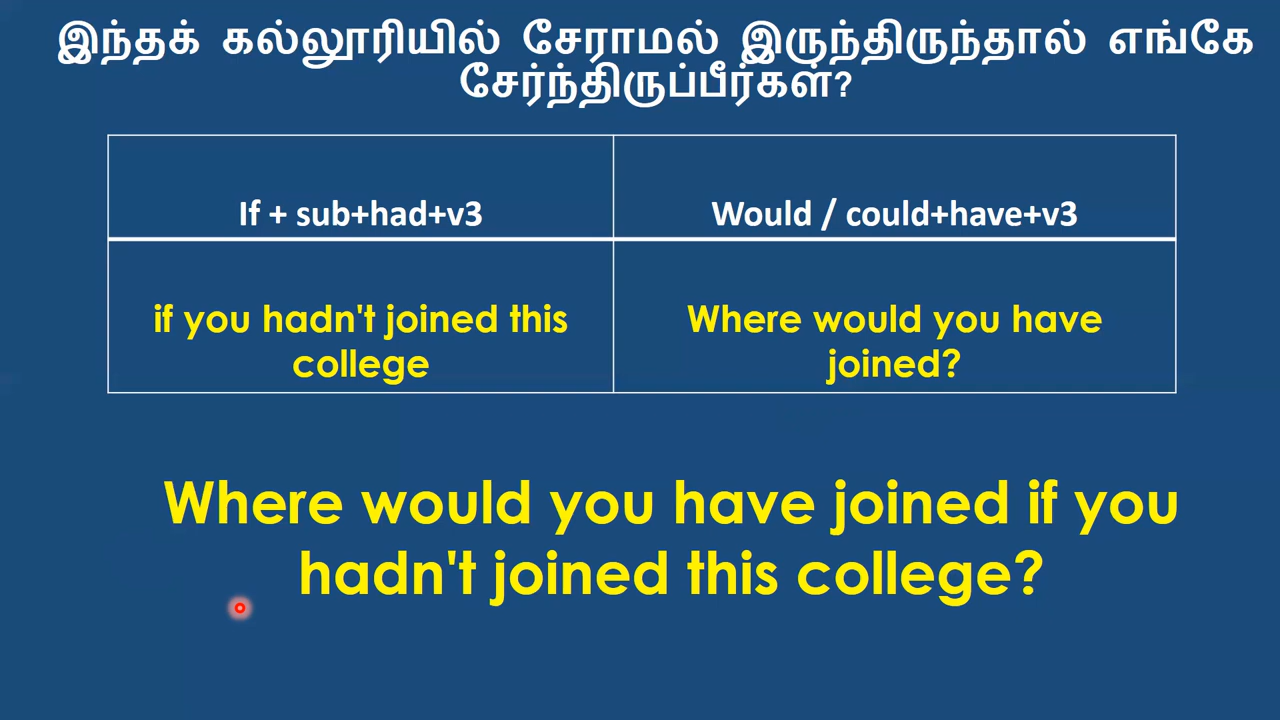 இந்தக் கல்லூரியில் சேராமல் இருந்திருந்தால் எங்கே
சேர்ந்திருப்பீர்கள்?
If + sub+had+v3
Would / could+have+v3
if you hadn't joined this
college
Where would you have
joined?
Where would you have joined if you
hadn't joined this college?